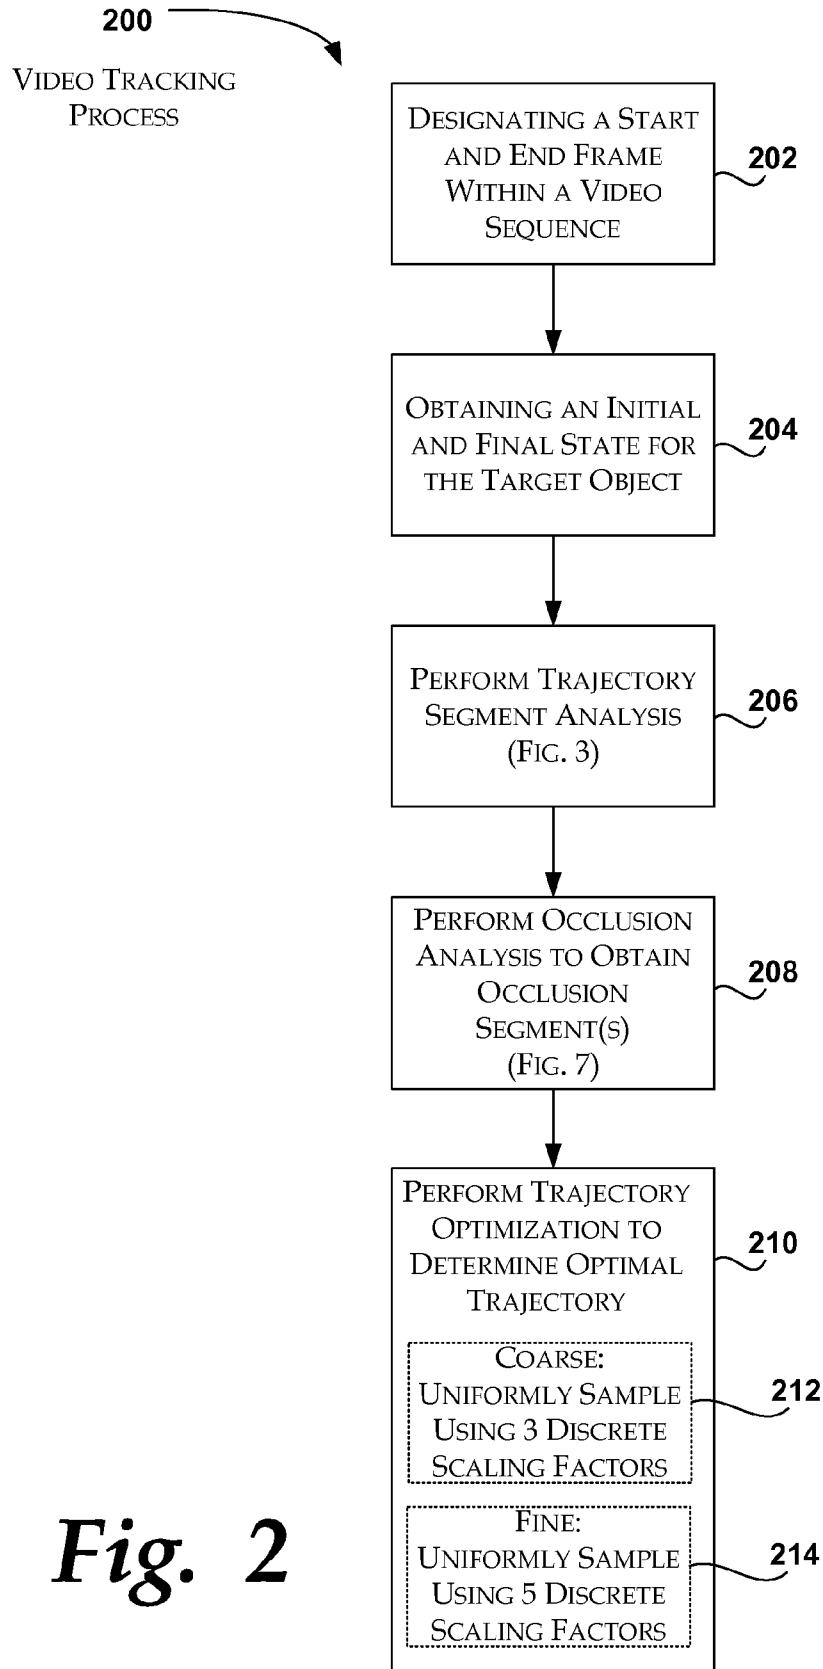 200
VIDEO TRACKING
PROCESS
DESIGNATING A START
AND END FRAME
WITHIN A VIDEO
SEQUENCE
202
OBTAINING AN INITIAL
AND FINAL STATE FOR
THE TARGET OBJECT
204
PERFORM TRAJECTORY
SEGMENT ANALYSIS
(FIG. 3)
206
PERFORM OCCLUSION
ANALYSIS TO OBTAIN
OCCLUSION
SEGMENT(S)
(FIG. 7)
208
PERFORM TRAJECTORY
OPTIMIZATION TO
DETERMINE OPTIMAL
TRAJECTORY
210
COARSE:
UNIFORMLY SAMPLE
USING 3 DISCRETE
SCALING FACTORS
212
FINE:
UNIFORMLY SAMPLE
USING 5 DISCRETE
SCALING FACTORS
214
Fig. 2